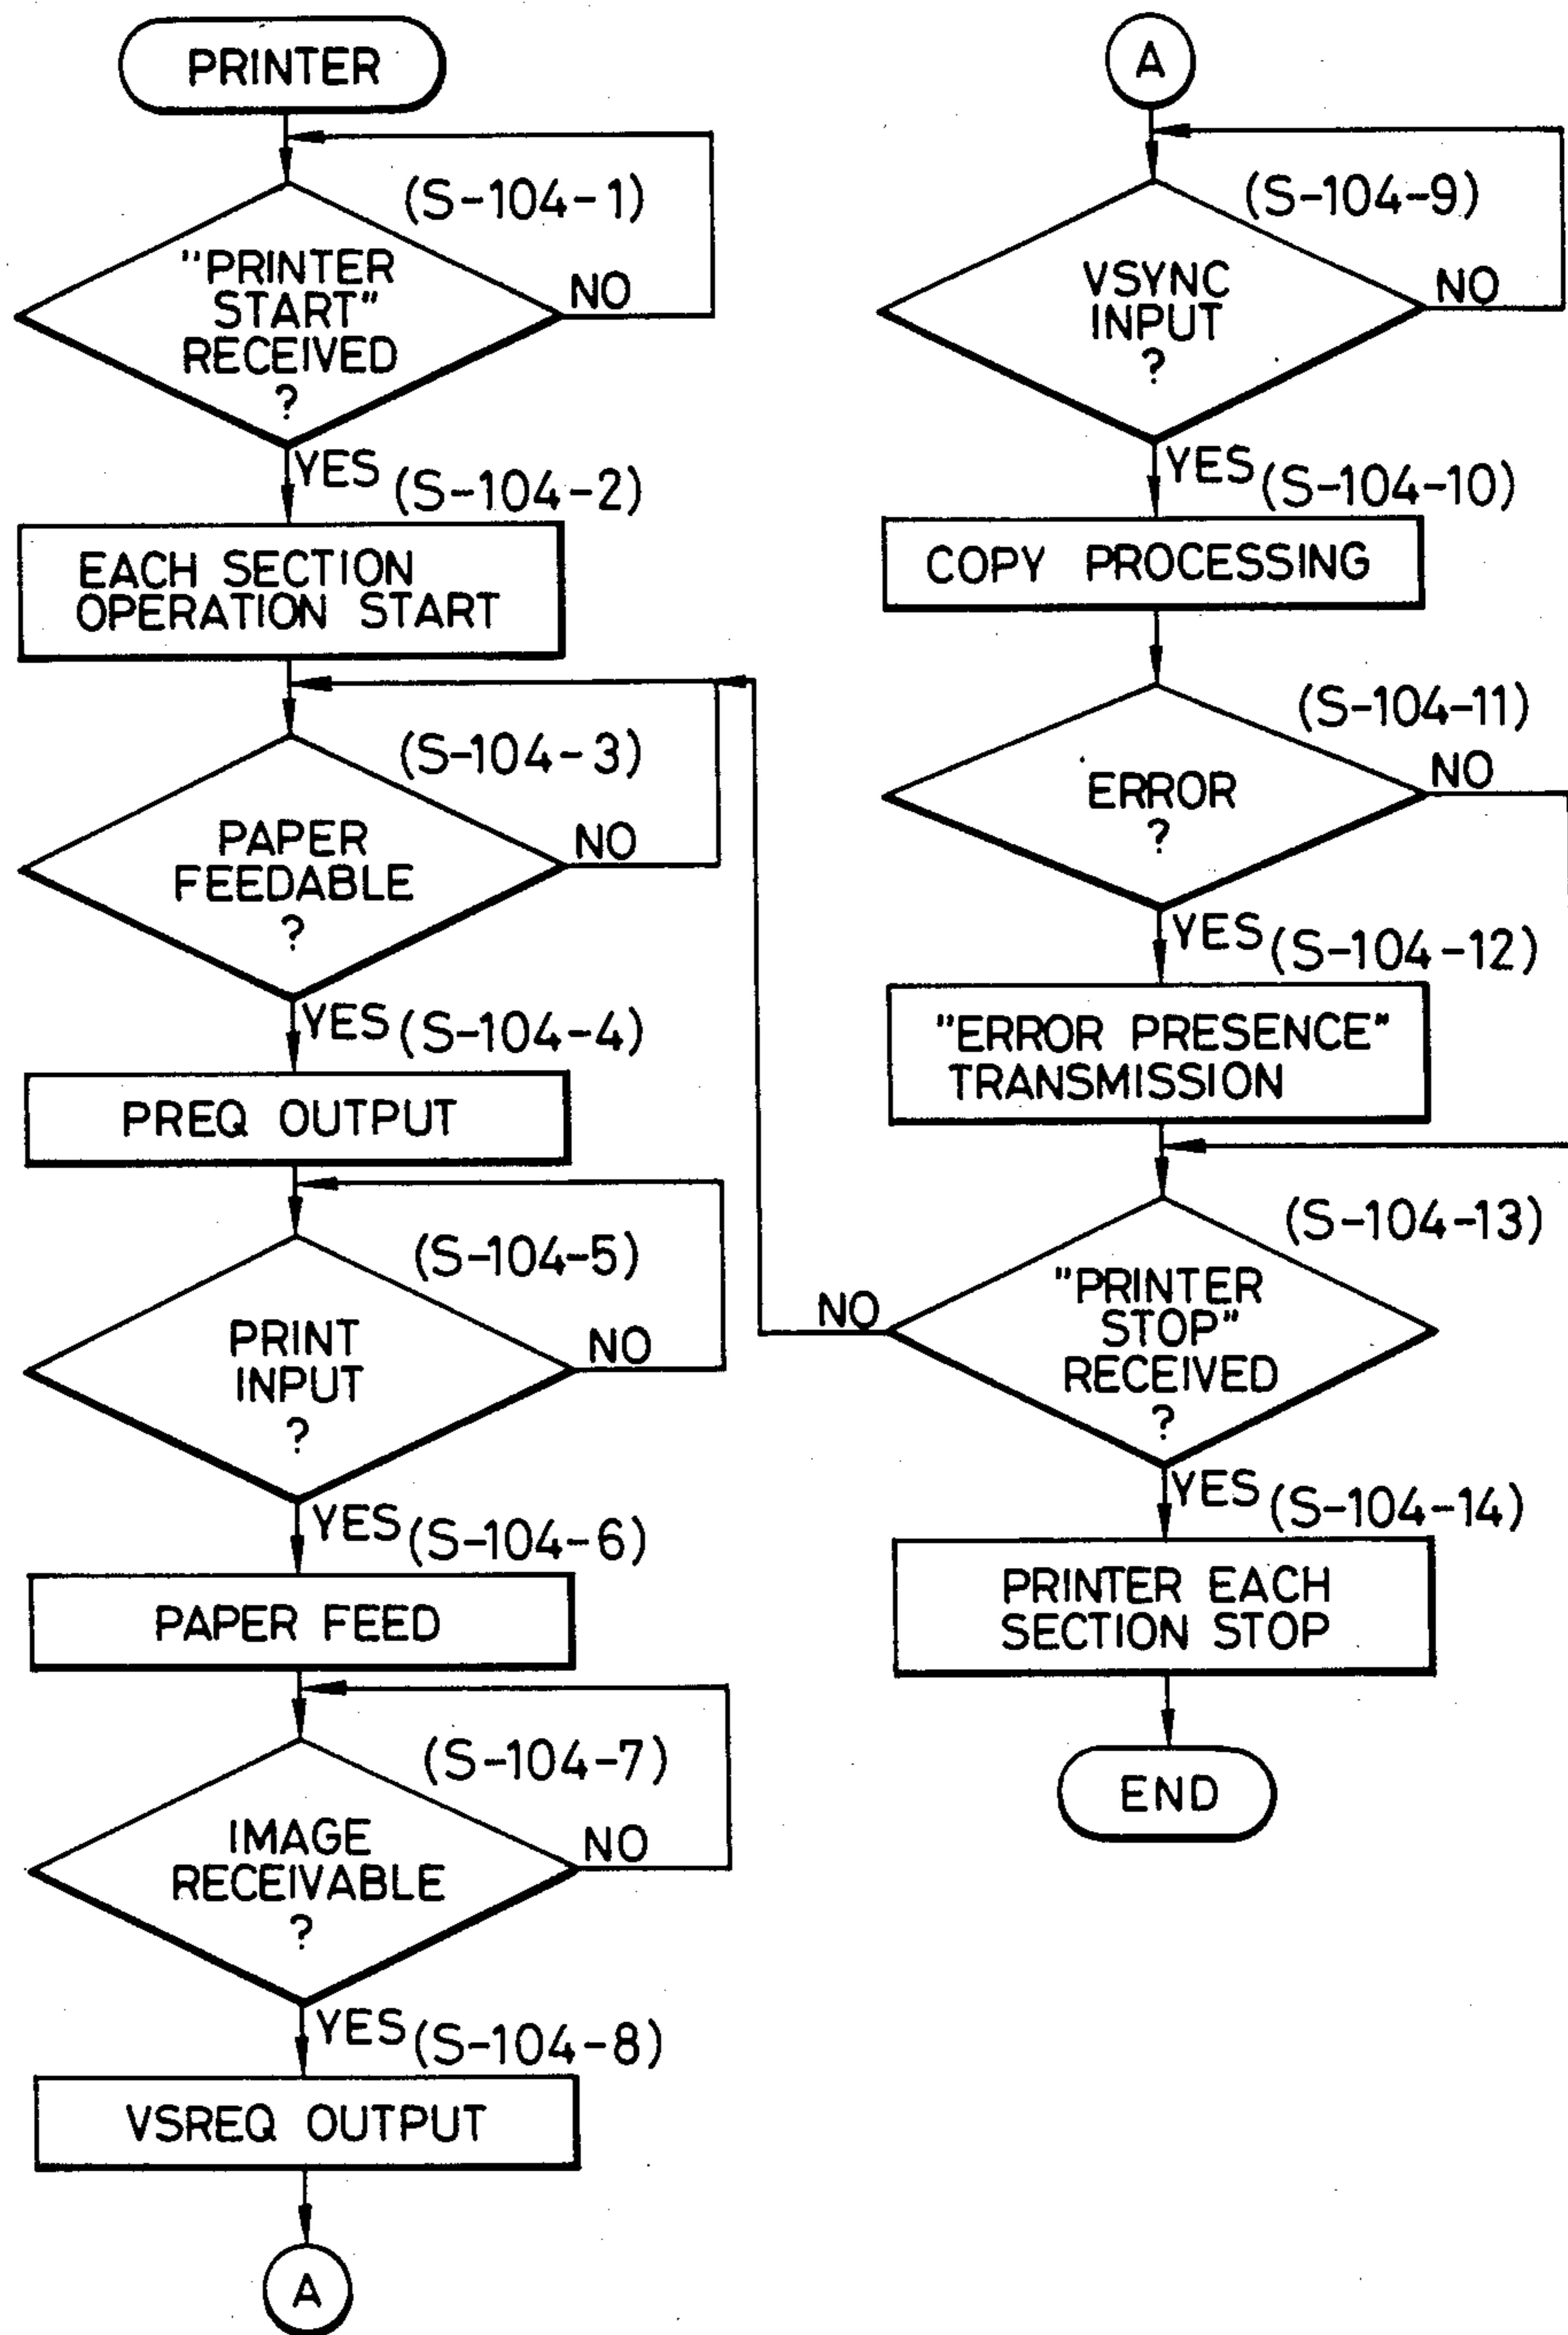 PRINTER
(S-104-1)
"PRINTER
START"
RECEIVED
?
NO
YES
(S-104-2)
EACH SECTION
OPERATION START
(S-104-3)
PAPER
FEEDABLE
?
NO
YES
(S-104-4)
PREQ OUTPUT
(S-104-5)
PRINT
INPUT
?
NO
YES
(S-104-6)
PAPER FEED
(S-104-7)
IMAGE
RECEIVABLE
?
NO
YES
(S-104-8)
VSREQ OUTPUT
A
A
(S-104-9)
VSYNC
INPUT
?
NO
YES
(S-104-10)
COPY PROCESSING
(S-104-11)
ERROR
?
NO
YES
(S-104-12)
"ERROR PRESENCE"
TRANSMISSION
(S-104-13)
"PRINTER
STOP"
RECEIVED
?
NO
YES
(S-104-14)
PRINTER EACH
SECTION STOP
END